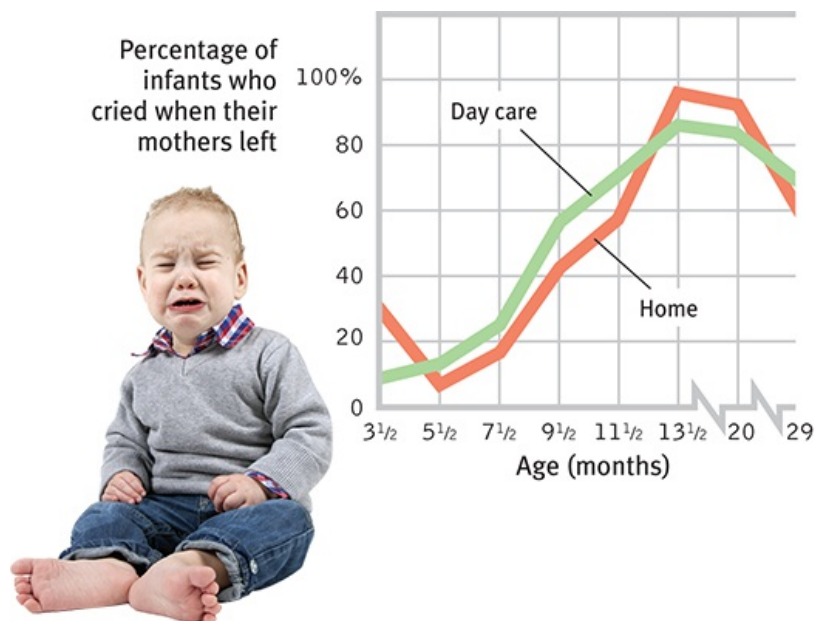 Percentage of
infants who
cried when their
mothers left
100%
80
60
40
20
0
Day care
Home
3½ 5½ 7½ 9½ 11½ 13½ 20 29
Age (months)